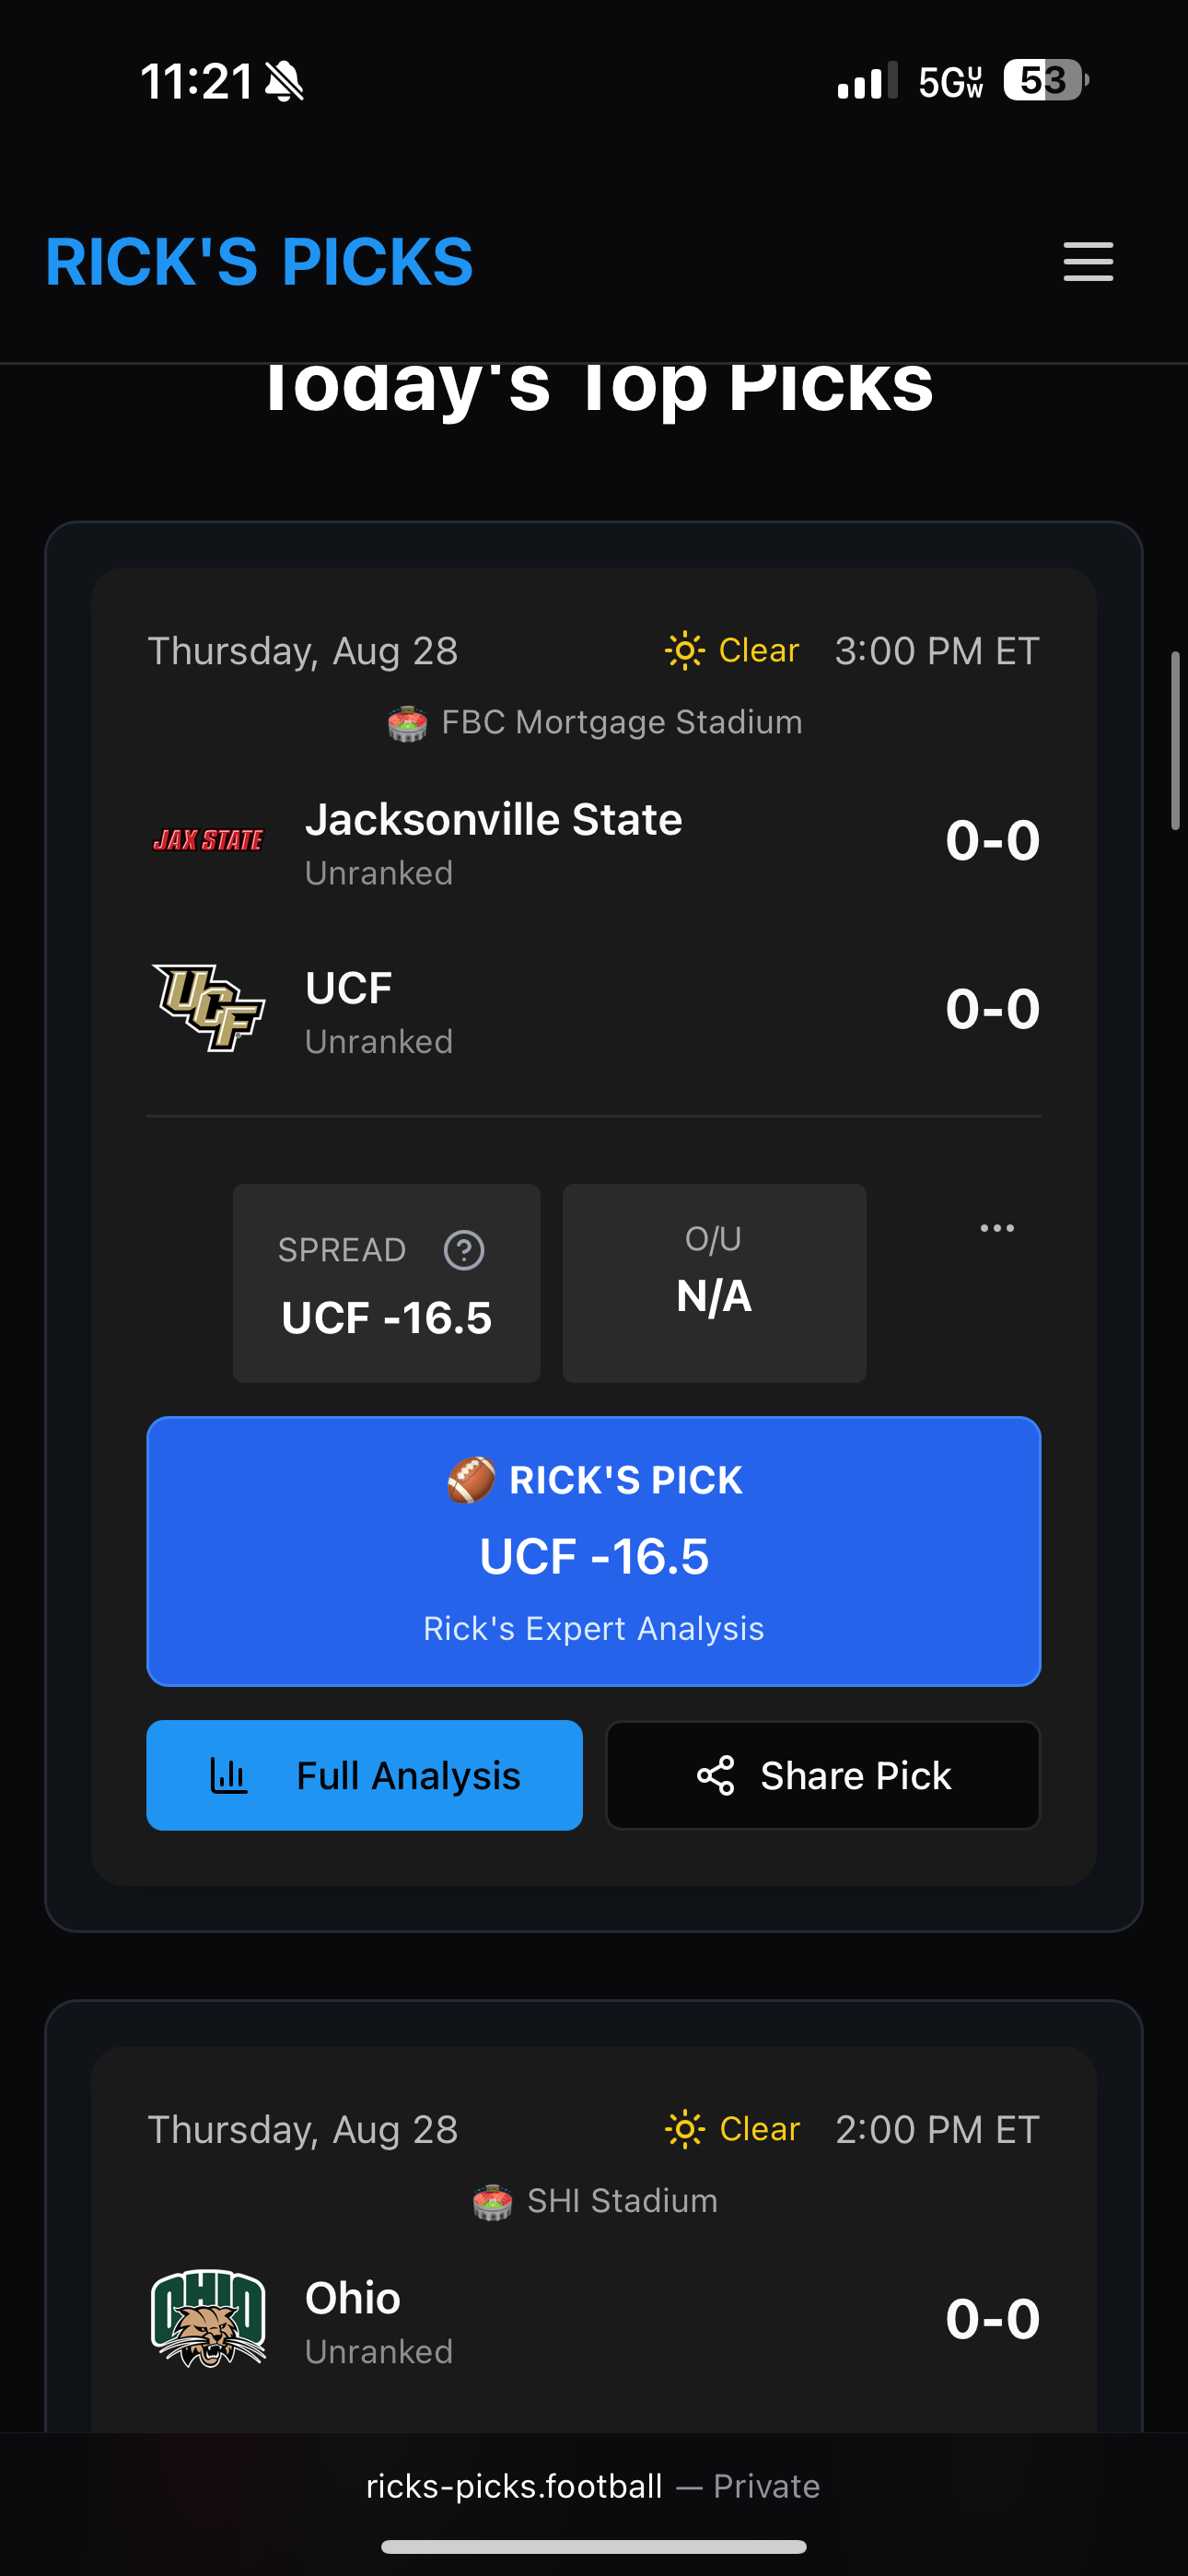 11:21
5G UW 53
RICK'S PICKS
Today's Top Picks
Thursday, Aug 28 Clear 3:00 PM ET
FBC Mortgage Stadium
JAX STATE Jacksonville State 0-0
Unranked
UCF UCF 0-0
Unranked
SPREAD ? O/U ...
UCF -16.5 N/A
RICK'S PICK
UCF -16.5
Rick's Expert Analysis
Full Analysis Share Pick
Thursday, Aug 28 Clear 2:00 PM ET
SHI Stadium
OHIO Ohio 0-0
Unranked
ricks-picks.football — Private